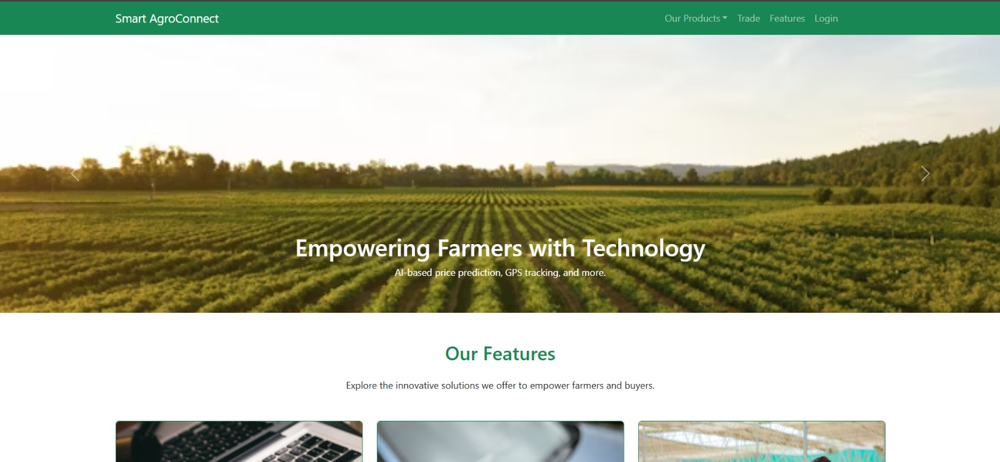 Smart AgroConnect
Our Products Trade Features Login
Empowering Farmers with Technology
AI-based price prediction, GPS tracking, and more.
Our Features
Explore the innovative solutions we offer to empower farmers and buyers.